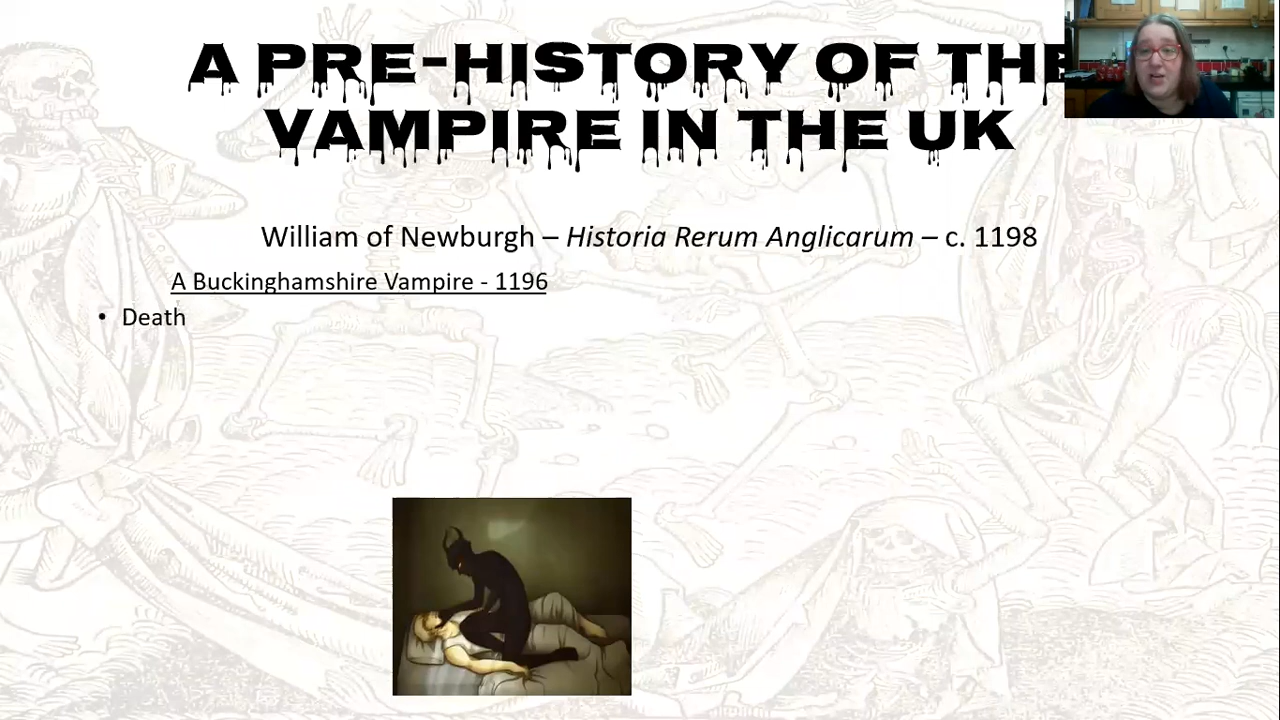 A PRE-HISTORY OF THE
VAMPIRE IN THE UK
William of Newburgh – Historia Rerum Anglicarum – c. 1198
A Buckinghamshire Vampire - 1196
• Death